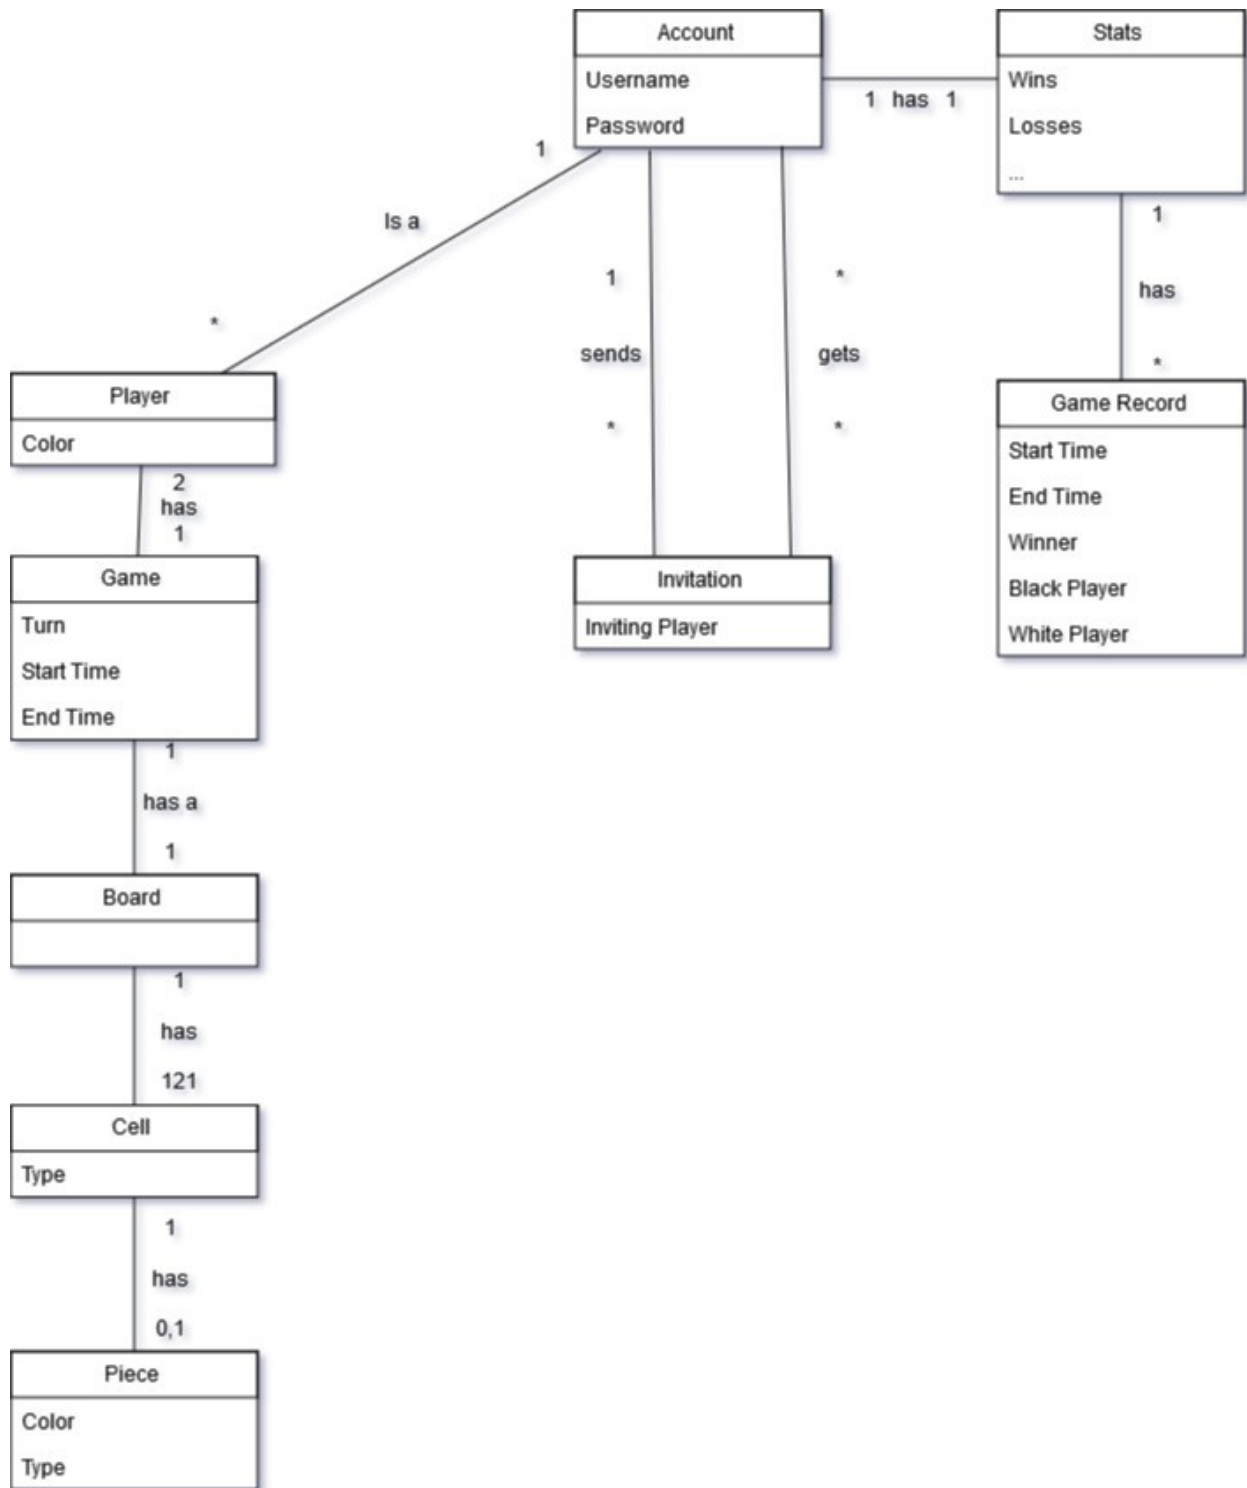 Account
Username
Password
1 has 1
Stats
Wins
Losses
...
1
Is a
*
1
sends
*
*
gets
*
1
has
*
Player
Color
2
has
1
Game
Turn
Start Time
End Time
1
has a
1
Board
1
has
121
Cell
Type
1
has
0,1
Piece
Color
Type
Invitation
Inviting Player
Game Record
Start Time
End Time
Winner
Black Player
White Player